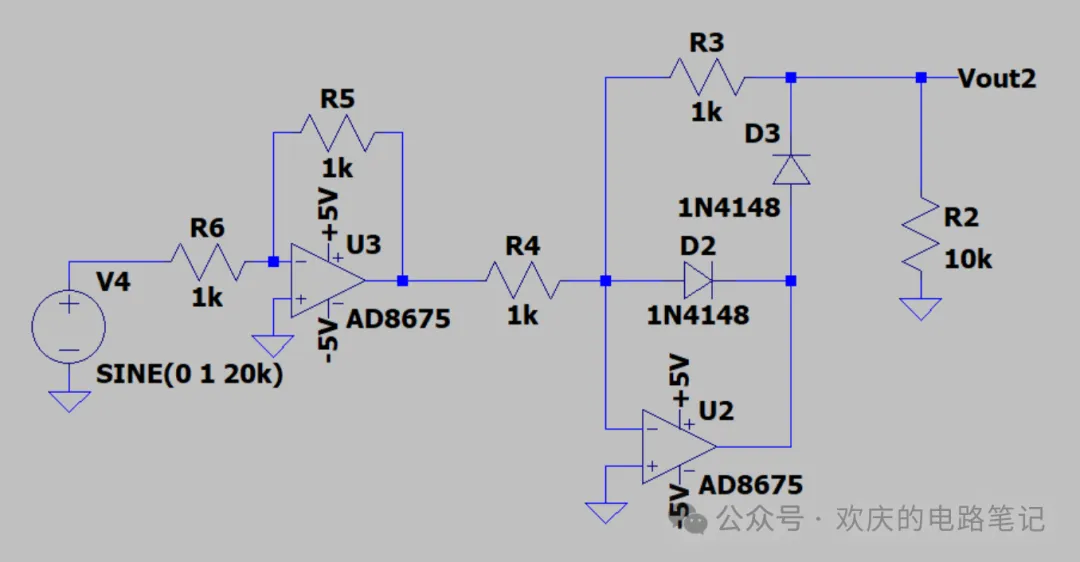 R3
1k
Vout2
R5
1k
+5V
D3
1N4148
R6
1k
U3
AD8675
-5V
V4
SINE(0 1 20k)
R4
1k
D2
1N4148
R2
10k
+5V
U2
AD8675
-5V
公众号 · 欢庆的电路笔记